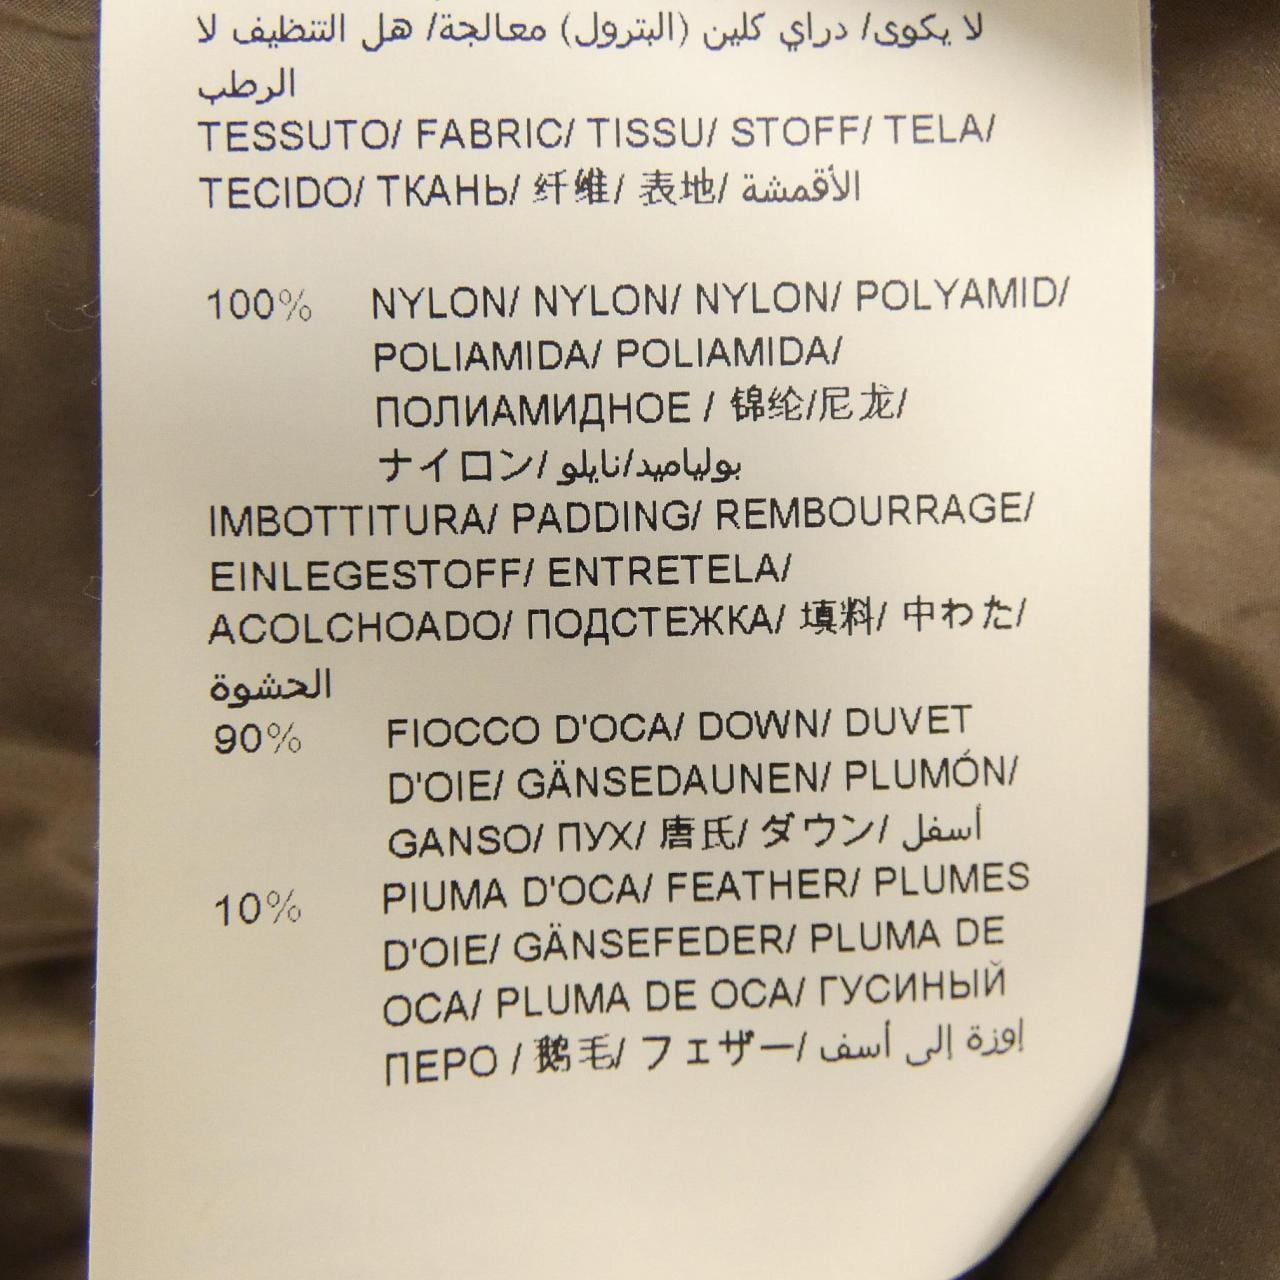 لا يكوى/ دراي كلين (البترول) معالجة/ هل التنظيف لا
الرطب
TESSUTO/ FABRIC/ TISSU/ STOFF/ TELA/
TECIDO/ ТКАНЬ/ 纤维/ 表地/ الأقمشة
100% NYLON/ NYLON/ NYLON/ POLYAMID/
POLIAMIDA/ POLIAMIDA/
ПОЛИАМИДНОЕ / 锦纶/尼龙/
ナイロン/ بولياميد/نايلو
IMBOTTITURA/ PADDING/ REMBOURRAGE/
EINLEGESTOFF/ ENTRETELA/
ACOLCHOADO/ ПОДСТЕЖКА/ 填料/ 中わた/
الحشوة
90% FIOCCO D'OCA/ DOWN/ DUVET
D'OIE/ GÄNSEDAUNEN/ PLUMÓN/
GANSO/ ПУХ/ 唐氏/ ダウン/ أسفل
10% PIUMA D'OCA/ FEATHER/ PLUMES
D'OIE/ GÄNSEFEDER/ PLUMA DE
OCA/ PLUMA DE OCA/ ГУСИНЫЙ
ПЕРО / 鹅毛/ フェザー/ إوزة إلى أسف